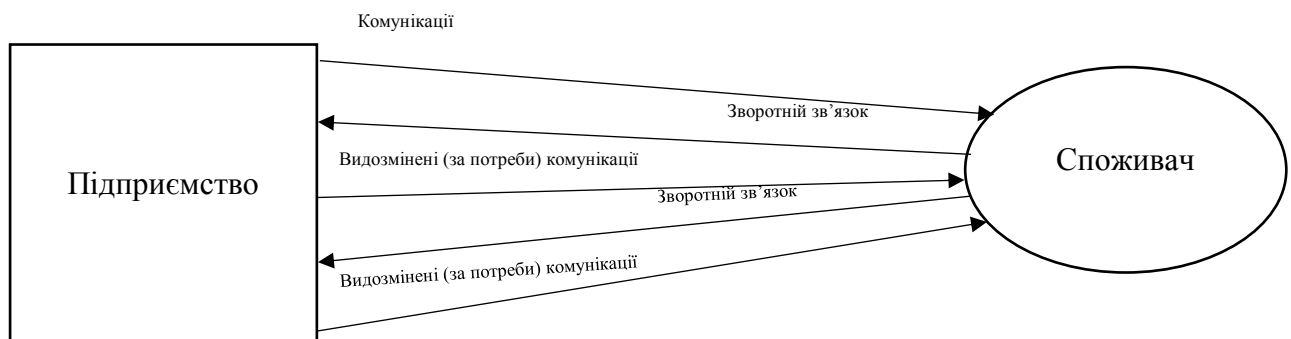 Комунікації
Зворотній зв’язок
Видозмінені (за потреби) комунікації
Підприємство
Споживач
Зворотній зв’язок
Видозмінені (за потреби) комунікації